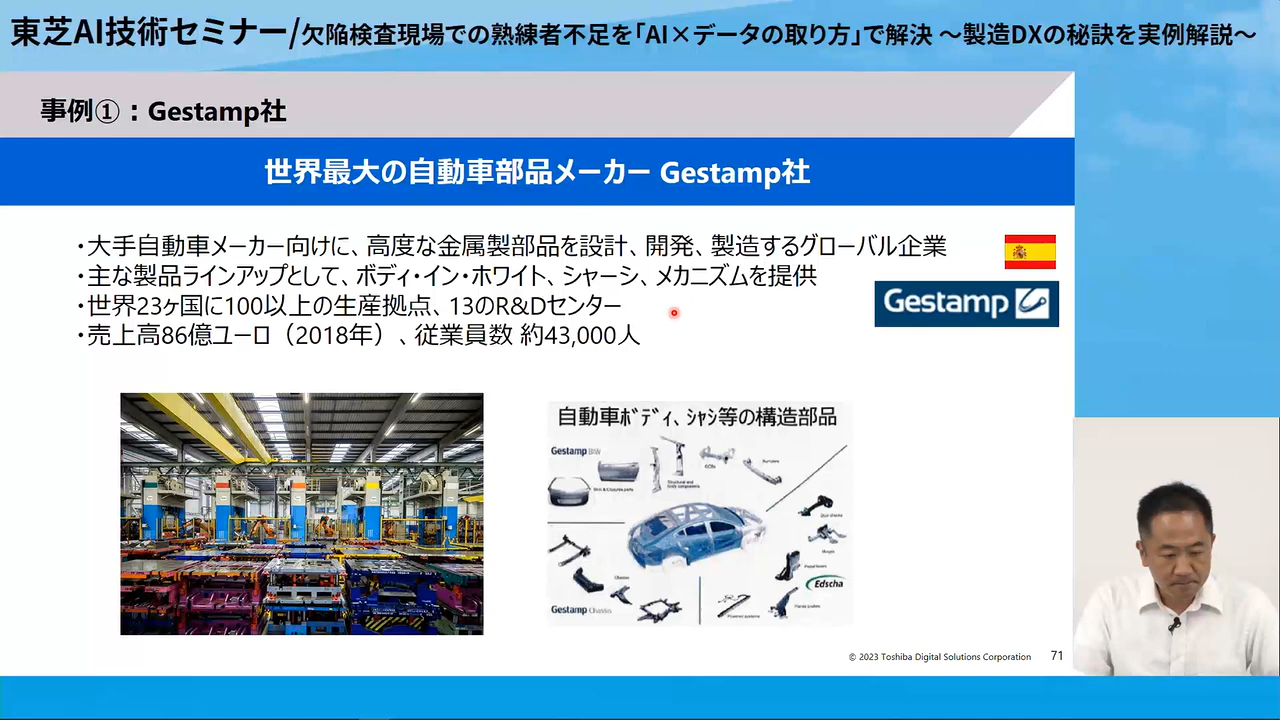 東芝AI技術セミナー/欠陥検査現場での熟練者不足を「AI×データの取り方」で解決 ～製造DXの秘訣を実例解説～
事例①：Gestamp社
世界最大の自動車部品メーカー Gestamp社
・大手自動車メーカー向けに、高度な金属製部品を設計、開発、製造するグローバル企業
・主な製品ラインアップとして、ボディ・イン・ホワイト、シャーシ、メカニズムを提供
・世界23ヶ国に100以上の生産拠点、13のR&Dセンター
・売上高86億ユーロ（2018年）、従業員数 約43,000人
Gestamp
自動車ﾎﾞﾃﾞｨ、ｼｬｼ等の構造部品
Gestamp BIW
Chassis
Gestamp Chassis
Powered systems
Hinges
Edscha
© 2023 Toshiba Digital Solutions Corporation
71